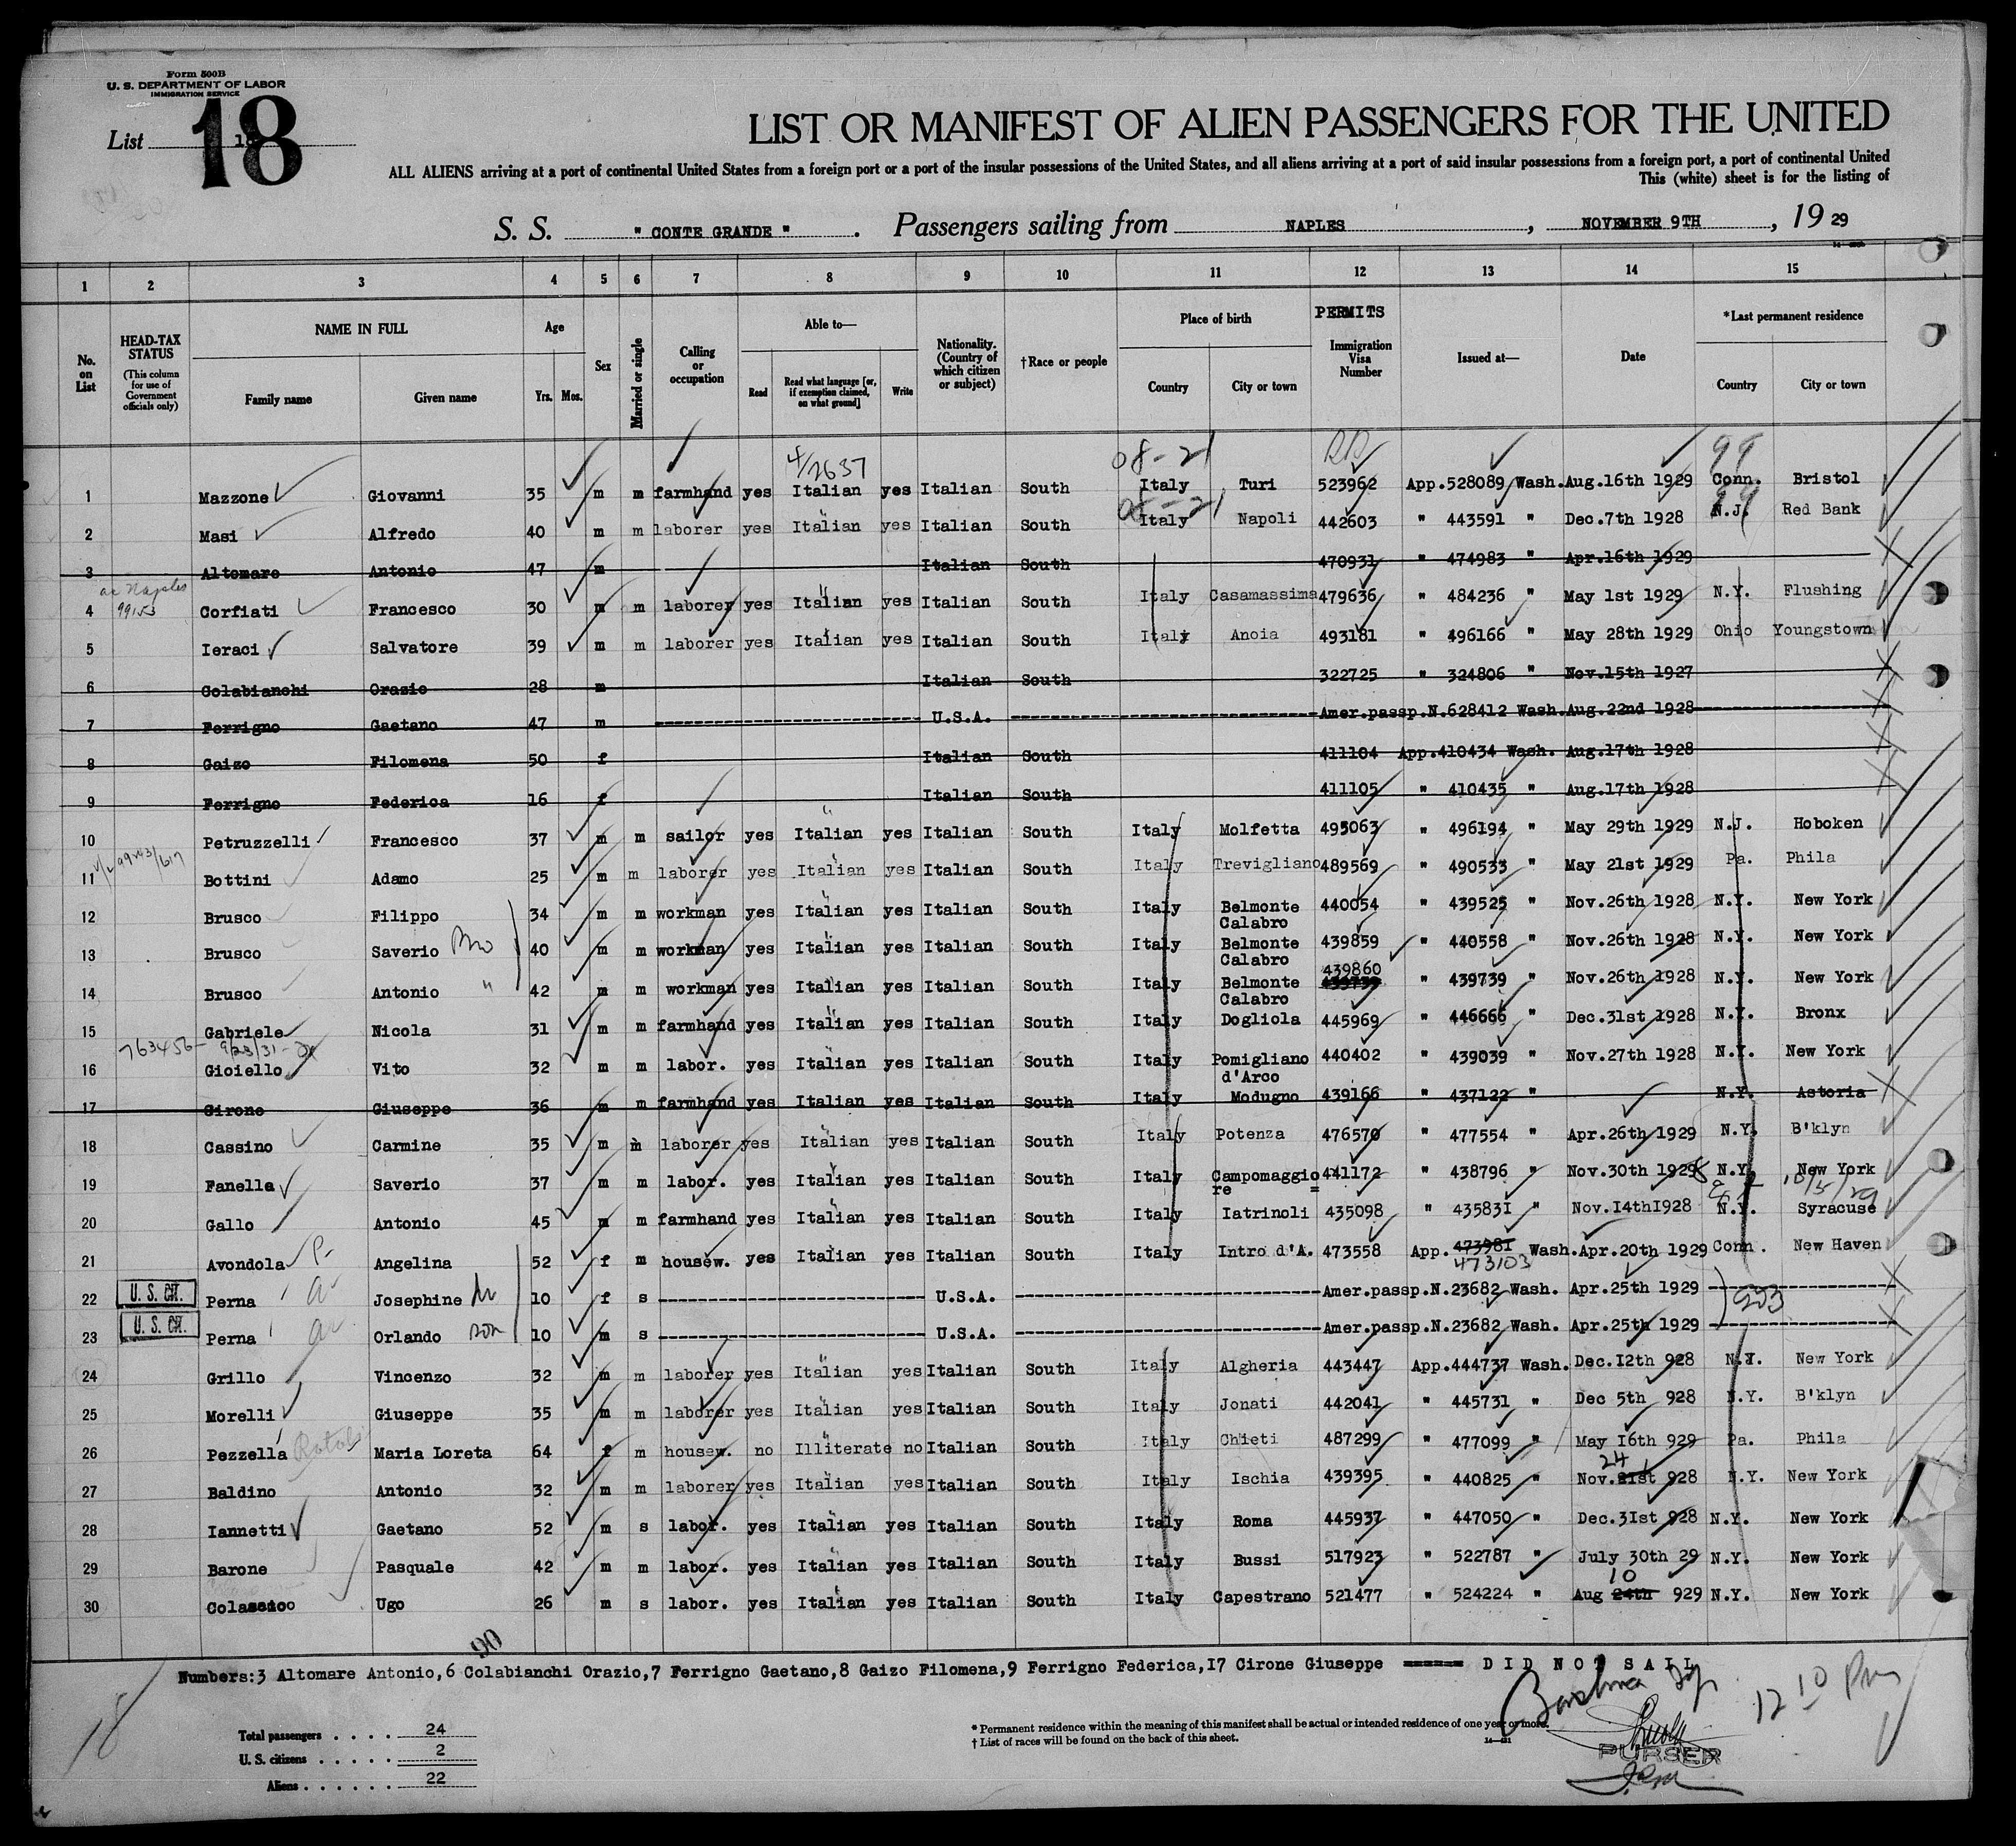 Form 500B
U. S. DEPARTMENT OF LABOR
IMMIGRATION SERVICE
List 18
18
LIST OR MANIFEST OF ALIEN PASSENGERS FOR THE UNITED
ALL ALIENS arriving at a port of continental United States from a foreign port or a port of the insular possessions of the United States, and all aliens arriving at a port of said insular possessions from a foreign port, a port of continental United
This (white) sheet is for the listing of
S. S. " CONTE GRANDE " . Passengers sailing from NAPLES , NOVEMBER 9TH , 19 29
1 2 3 4 5 6 7 8 9 10 11 12 13 14 15
No. on List
HEAD-TAX STATUS
(This column for use of Government officials only)
NAME IN FULL
Family name Given name
Age
Yrs. Mos.
Sex
Married or single
Calling or occupation
Able to—
Read
Read what language [or, if exemption claimed, on what ground]
Write
Nationality. (Country of which citizen or subject)
†Race or people
Place of birth
Country City or town
PERMITS
Immigration Visa Number
Issued at—
Date
*Last permanent residence
Country City or town
4/2637 08-21 99
1 Mazzone Giovanni 35 m m farmhand yes Italian yes Italian South Italy Turi 523962 App.528089 Wash. Aug.16th 1929 Conn. Bristol
2 Masi Alfredo 40 m m laborer yes Italian yes Italian South Italy Napoli 442603 " 443591 " Dec.7th 1928 N.J. Red Bank
3 Altomare Antonio 47 m Italian South 470931 " 474983 " Apr.16th 1929
Naples
4 99153 Corfiati Francesco 30 m m laborer yes Italian yes Italian South Italy Casamassima 479636 " 484236 " May 1st 1929 N.Y. Flushing
5 Ieraci Salvatore 39 m m laborer yes Italian yes Italian South Italy Anoia 493181 " 496166 " May 28th 1929 Ohio Youngstown
6 Colabianchi Orazio 28 m Italian South 322725 " 324806 " Nov.15th 1927
7 Ferrigno Gaetano 47 m U.S.A. Amer.passp.N.628412 Wash. Aug.22nd 1928
8 Gaizo Filomena 50 f Italian South 411104 App.410434 Wash. Aug.17th 1928
9 Ferrigno Federica 16 f Italian South 411105 " 410435 " Aug.17th 1928
10 Petruzzelli Francesco 37 m m sailor yes Italian yes Italian South Italy Molfetta 495063 " 496194 " May 29th 1929 N.J. Hoboken
11 Bottini Adamo 25 m m laborer yes Italian yes Italian South Italy Trevigliano 489569 " 490533 " May 21st 1929 Pa. Phila
12 Brusco Filippo 34 m m workman yes Italian yes Italian South Italy Belmonte Calabro 440054 " 439525 " Nov.26th 1928 N.Y. New York
13 Brusco Saverio Bro 40 m m workman yes Italian yes Italian South Italy Belmonte Calabro 439859 " 440558 " Nov.26th 1928 N.Y. New York
14 Brusco Antonio " 42 m m workman yes Italian yes Italian South Italy Belmonte Calabro 439860 " 439739 " Nov.26th 1928 N.Y. New York
15 Gabriele Nicola 31 m m farmhand yes Italian yes Italian South Italy Dogliola 445969 " 446666 " Dec.31st 1928 N.Y. Bronx
763456- 9/23/31
16 Gioiello Vito 32 m m labor. yes Italian yes Italian South Italy Pomigliano d'Arco 440402 " 439039 " Nov.27th 1928 N.Y. New York
17 Cirone Giuseppe 36 m m farmhand yes Italian yes Italian South Italy Modugno 439166 " 437122 " N.Y. Astoria
18 Cassino Carmine 35 m m laborer yes Italian yes Italian South Italy Potenza 476570 " 477554 " Apr.26th 1929 N.Y. B'klyn
19 Fanella Saverio 37 m m labor. yes Italian yes Italian South Italy Campomaggio=re 441172 " 438796 " Nov.30th 1928 N.Y. New York
20 Gallo Antonio 45 m m farmhand yes Italian yes Italian South Italy Iatrinoli 435098 " 435831 " Nov.14th1928 N.Y. Syracuse
21 Avondola Angelina 52 f m housew. yes Italian yes Italian South Italy Intro d'A. 473558 App. 473981 473103 Wash. Apr.20th 1929 Conn. New Haven
22 U. S. CIT. Perna Josephine 10 f s U.S.A. Amer.passp.N.23682 Wash. Apr.25th 1929
23 U. S. CIT. Perna Orlando son 10 m s U.S.A. Amer.passp.N.23682 Wash. Apr.25th 1929
24 Grillo Vincenzo 32 m m laborer yes Italian yes Italian South Italy Algheria 443447 App.444737 Wash. Dec.12th 928 N.Y. New York
25 Morelli Giuseppe 35 m m laborer yes Italian yes Italian South Italy Jonati 442041 " 445731 " Dec 5th 928 N.Y. B'klyn
26 Pezzella Maria Loreta 64 f m housew. no Illiterate no Italian South Italy Chieti 487299 " 477099 " May 16th 929 Pa. Phila
27 Baldino Antonio 32 m m laborer yes Italian yes Italian South Italy Ischia 439395 " 440825 " Nov. 21st 24 928 N.Y. New York
28 Iannetti Gaetano 52 m s labor. yes Italian yes Italian South Italy Roma 445937 " 447050 " Dec.31st 928 N.Y. New York
29 Barone Pasquale 42 m m labor. yes Italian yes Italian South Italy Bussi 517923 " 522787 " July 30th 29 N.Y. New York
30 Colascioo Ugo 26 m s labor. yes Italian yes Italian South Italy Capestrano 521477 " 524224 " Aug 24th 10 929 N.Y. New York
90
Numbers:3 Altomare Antonio,6 Colabianchi Orazio,7 Ferrigno Gaetano,8 Gaizo Filomena,9 Ferrigno Federica,17 Cirone Giuseppe ====== D I D N O T S A I L
18
12 10 Pm
Total passengers . . . . . 24
U. S. citizens . . . . . 2
Aliens . . . . . . 22
* Permanent residence within the meaning of this manifest shall be actual or intended residence of one year or more.
† List of races will be found on the back of this sheet.
PURSER